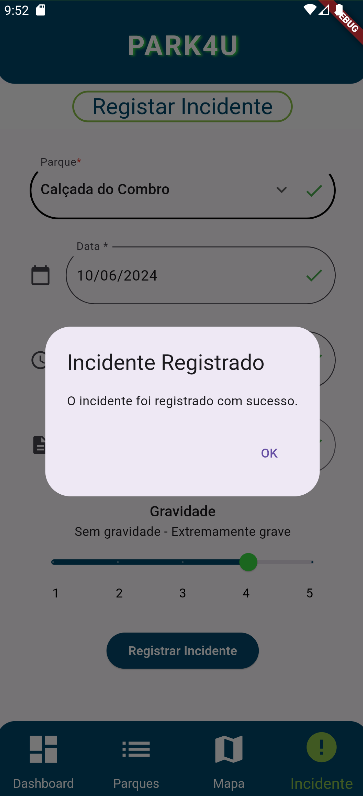 9:52
DEBUG
PARK4U
Registar Incidente
Parque*
Calçada do Combro
Data *
10/06/2024
Incidente Registrado
O incidente foi registrado com sucesso.
OK
Gravidade
Sem gravidade - Extremamente grave
1 2 3 4 5
Registrar Incidente
Dashboard Parques Mapa Incidente